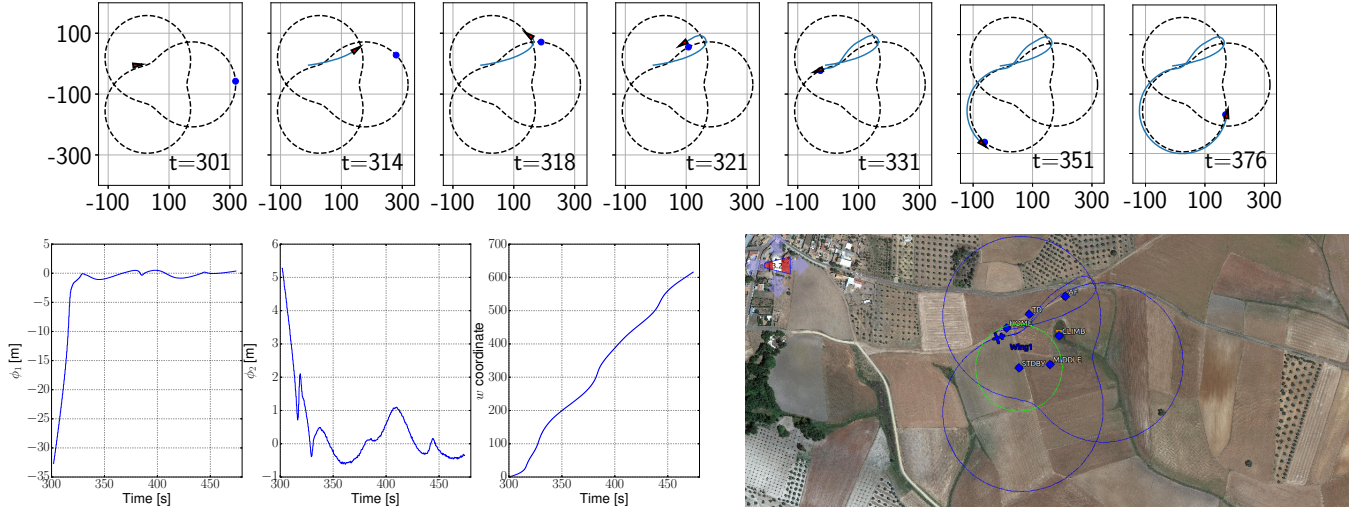 100
-100
-300
t=301
t=314
t=318
t=321
t=331
t=351
t=376
-100 100 300
-100 100 300
-100 100 300
-100 100 300
-100 100 300
-100 100 300
-100 100 300
5
0
−5
−10
−15
−20
−25
−30
−35
ϕ₁ [m]
300 350 400 450
Time [s]
6
5
4
3
2
1
0
−1
ϕ₂ [m]
300 350 400 450
Time [s]
700
600
500
400
300
200
100
0
w coordinate
300 350 400 450
Time [s]
AF
TD
HOME
CLIMB
Wing1
STDBY
MIDDLE